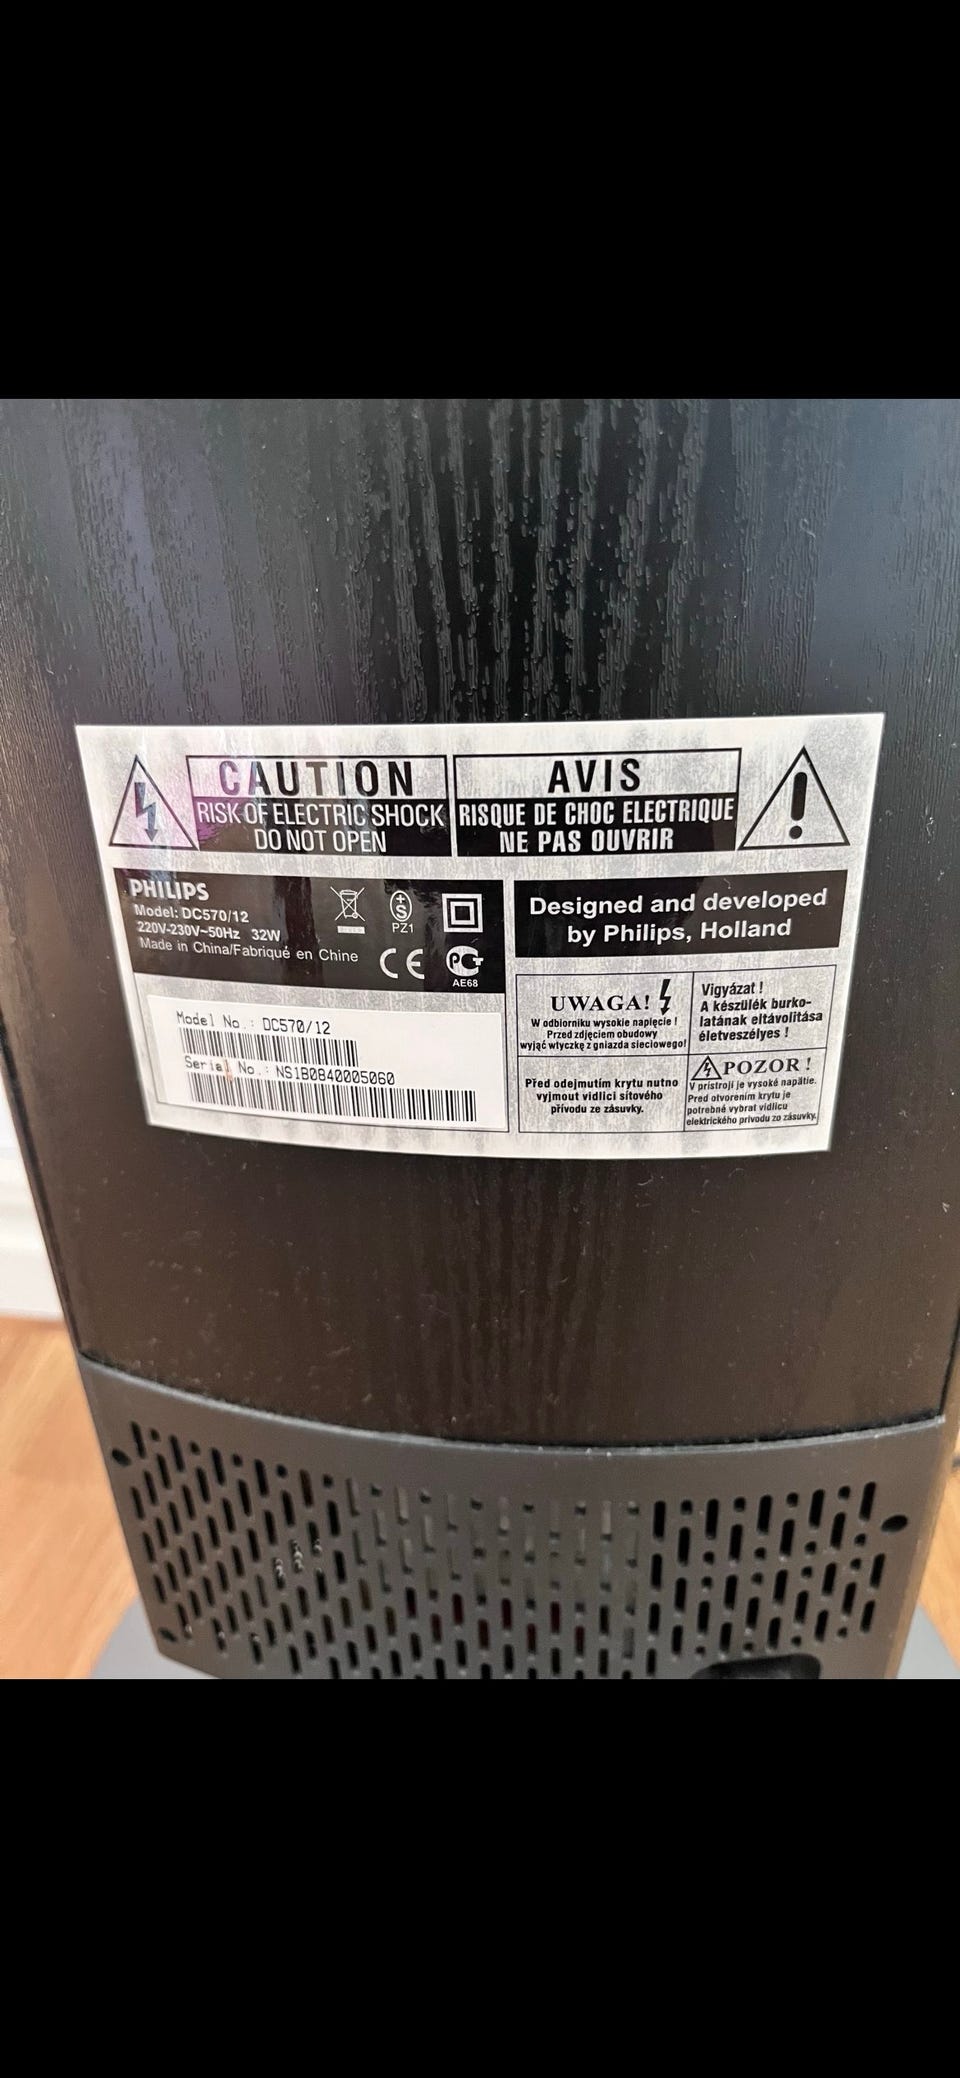 CAUTION
RISK OF ELECTRIC SHOCK
DO NOT OPEN
AVIS
RISQUE DE CHOC ELECTRIQUE
NE PAS OUVRIR
PHILIPS
Model: DC570/12
220V-230V~50Hz 32W
Made in China/Fabriqué en Chine
+
S
PZ1
CE
PCT
AE68
Designed and developed
by Philips, Holland
Model No.: DC570/12
Serial No.: NS1B0840005060
UWAGA!
W odbiorniku wysokie napięcie !
Przed zdjęciem obudowy
wyjąć wtyczkę z gniazda sieciowego!
Vigyázat !
A készülék burko-
latának eltávolitása
életveszélyes !
Před odejmutím krytu nutno
vyjmout vidlici síťového
přívodu ze zásuvky.
POZOR !
V prístroji je vysoké napätie.
Pred otvorením krytu je
potrebné vybrat vidlicu
elektrického prívodu zo zásuvky.